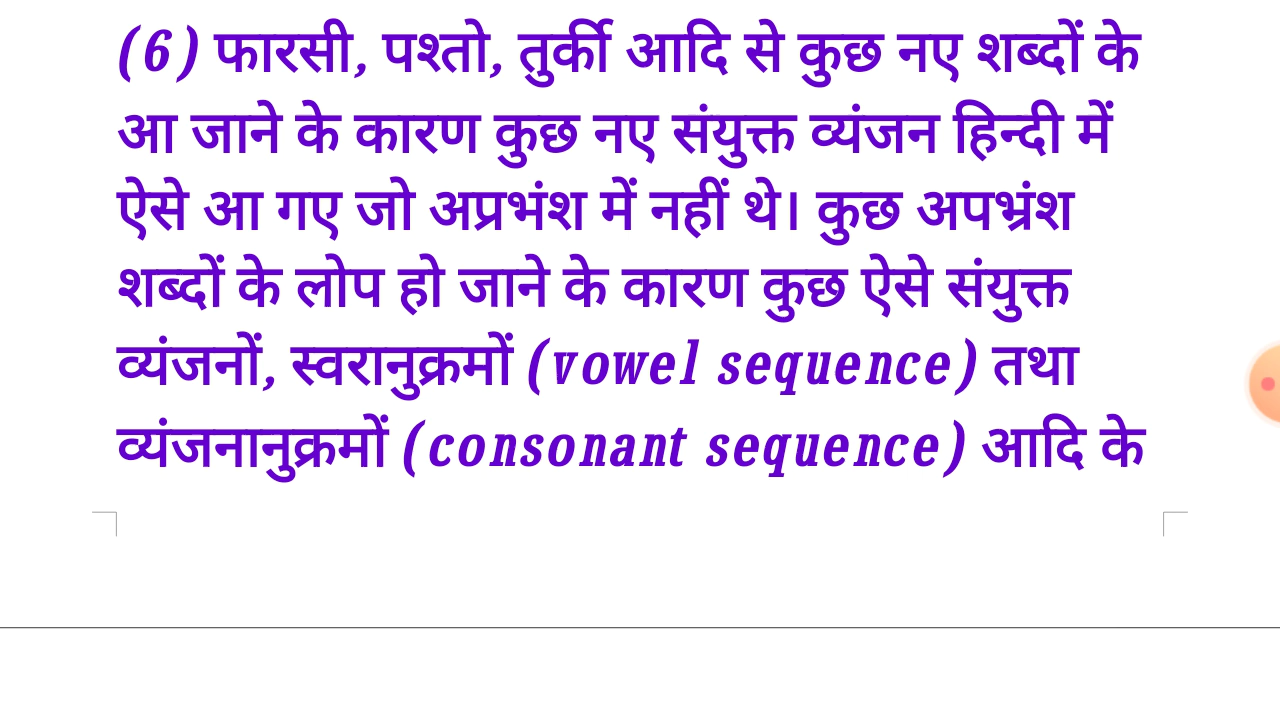 (6) फारसी, पश्तो, तुर्की आदि से कुछ नए शब्दों के
आ जाने के कारण कुछ नए संयुक्त व्यंजन हिन्दी में
ऐसे आ गए जो अप्रभंश में नहीं थे। कुछ अपभ्रंश
शब्दों के लोप हो जाने के कारण कुछ ऐसे संयुक्त
व्यंजनों, स्वरानुक्रमों (vowel sequence) तथा
व्यंजनानुक्रमों (consonant sequence) आदि के